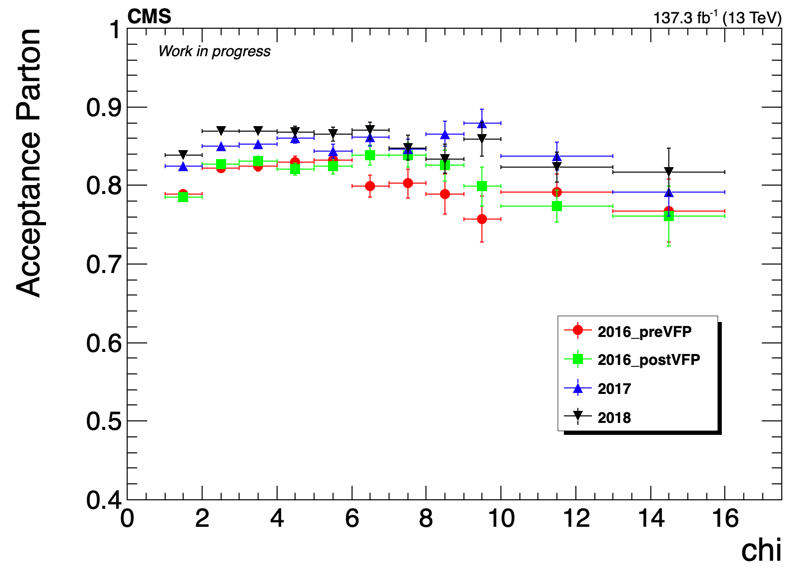 CMS
137.3 fb⁻¹ (13 TeV)
Work in progress
Acceptance Parton
1
0.9
0.8
0.7
0.6
0.5
0.4
2016_preVFP
2016_postVFP
2017
2018
0 2 4 6 8 10 12 14 16
chi